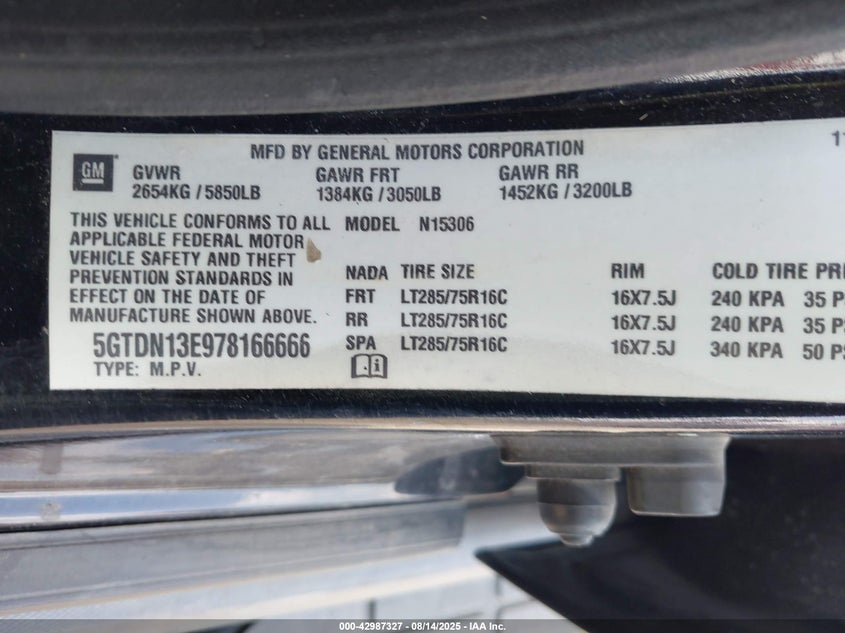 MFD BY GENERAL MOTORS CORPORATION
GM
GVWR GAWR FRT GAWR RR
2654KG / 5850LB 1384KG / 3050LB 1452KG / 3200LB
THIS VEHICLE CONFORMS TO ALL
APPLICABLE FEDERAL MOTOR
VEHICLE SAFETY AND THEFT
PREVENTION STANDARDS IN
EFFECT ON THE DATE OF
MANUFACTURE SHOWN ABOVE.
5GTDN13E978166666
TYPE: M.P.V.
MODEL N15306
NADA TIRE SIZE RIM COLD TIRE
FRT LT285/75R16C 16X7.5J 240 KPA 35
RR LT285/75R16C 16X7.5J 240 KPA 35
SPA LT285/75R16C 16X7.5J 340 KPA 50
000-42987327 - 08/14/2025 - IAA Inc.